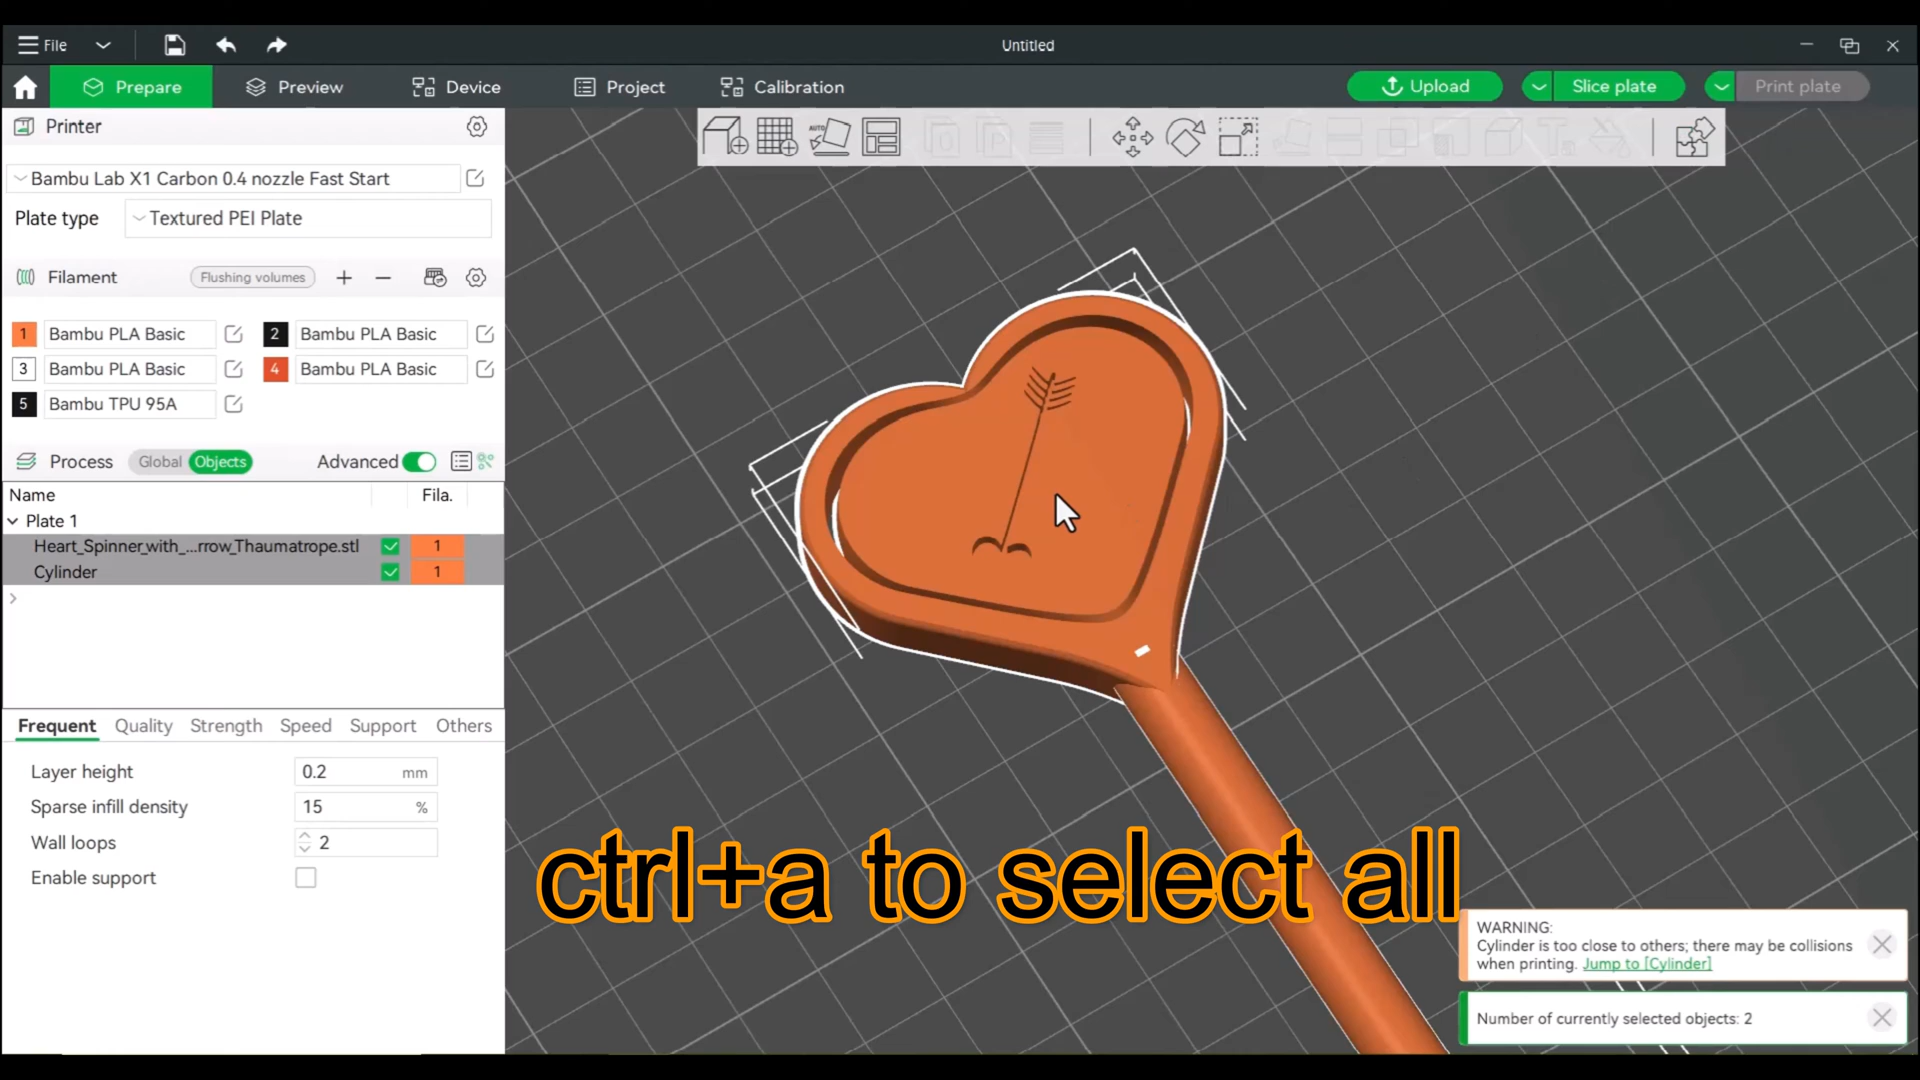 File
Untitled
Prepare
Preview
Device
Project
Calibration
Upload
Slice plate
Print plate
Printer
Bambu Lab X1 Carbon 0.4 nozzle Fast Start
Plate type
Textured PEI Plate
Filament
Flushing volumes
1 Bambu PLA Basic
2 Bambu PLA Basic
3 Bambu PLA Basic
4 Bambu PLA Basic
5 Bambu TPU 95A
Process
Global
Objects
Advanced
Name
Fila.
Plate 1
Heart_Spinner_with_...rrow_Thaumatrope.stl 1
Cylinder 1
Frequent
Quality
Strength
Speed
Support
Others
Layer height 0.2 mm
Sparse infill density 15 %
Wall loops 2
Enable support
AUTO
ctrl+a to select all
WARNING:
Cylinder is too close to others; there may be collisions
when printing. Jump to [Cylinder]
Number of currently selected objects: 2